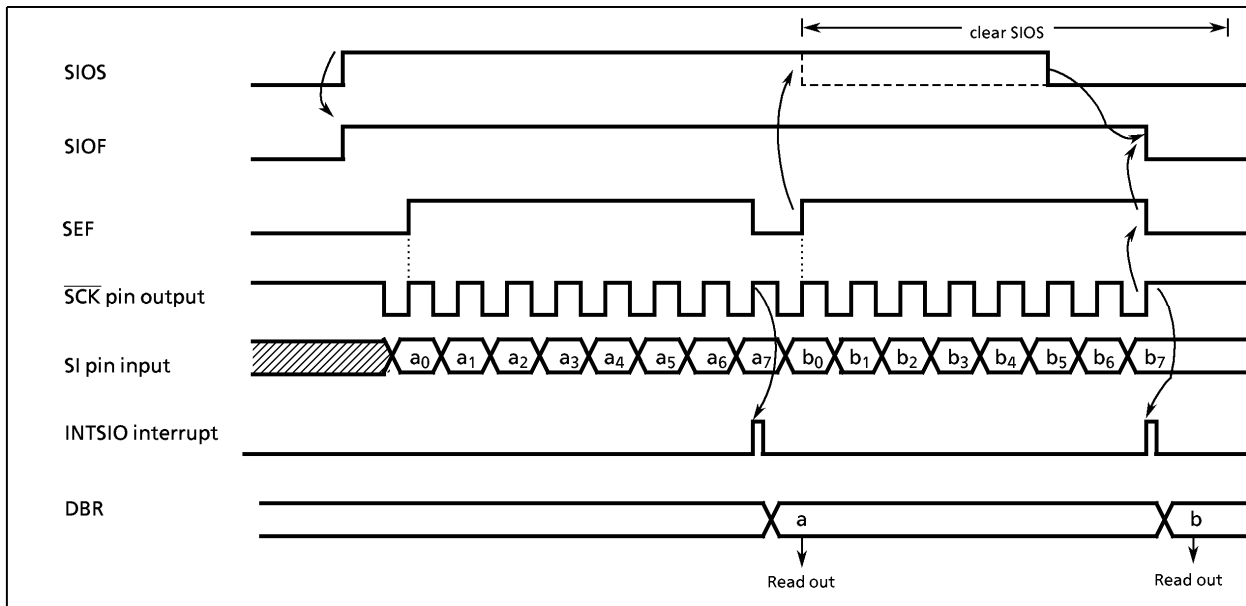 clear SIOS
SIOS
SIOF
SEF
S̅C̅K̅ pin output
SI pin input
a₀ a₁ a₂ a₃ a₄ a₅ a₆ a₇ b₀ b₁ b₂ b₃ b₄ b₅ b₆ b₇
INTSIO interrupt
DBR
a b
Read out Read out